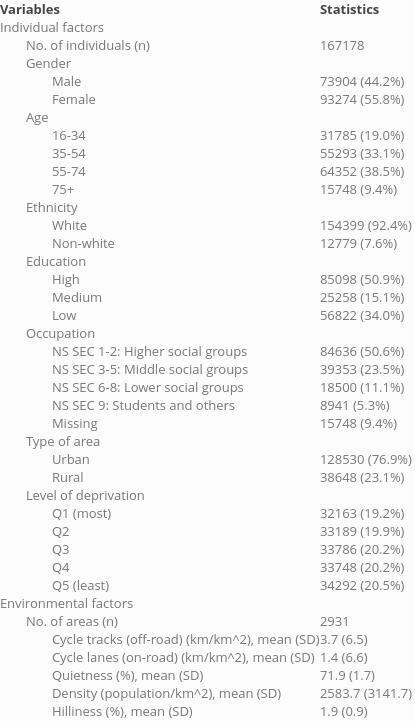 Variables Statistics
Individual factors
No. of individuals (n) 167178
Gender
Male 73904 (44.2%)
Female 93274 (55.8%)
Age
16-34 31785 (19.0%)
35-54 55293 (33.1%)
55-74 64352 (38.5%)
75+ 15748 (9.4%)
Ethnicity
White 154399 (92.4%)
Non-white 12779 (7.6%)
Education
High 85098 (50.9%)
Medium 25258 (15.1%)
Low 56822 (34.0%)
Occupation
NS SEC 1-2: Higher social groups 84636 (50.6%)
NS SEC 3-5: Middle social groups 39353 (23.5%)
NS SEC 6-8: Lower social groups 18500 (11.1%)
NS SEC 9: Students and others 8941 (5.3%)
Missing 15748 (9.4%)
Type of area
Urban 128530 (76.9%)
Rural 38648 (23.1%)
Level of deprivation
Q1 (most) 32163 (19.2%)
Q2 33189 (19.9%)
Q3 33786 (20.2%)
Q4 33748 (20.2%)
Q5 (least) 34292 (20.5%)
Environmental factors
No. of areas (n) 2931
Cycle tracks (off-road) (km/km^2), mean (SD) 3.7 (6.5)
Cycle lanes (on-road) (km/km^2), mean (SD) 1.4 (6.6)
Quietness (%), mean (SD) 71.9 (1.7)
Density (population/km^2), mean (SD) 2583.7 (3141.7)
Hilliness (%), mean (SD) 1.9 (0.9)